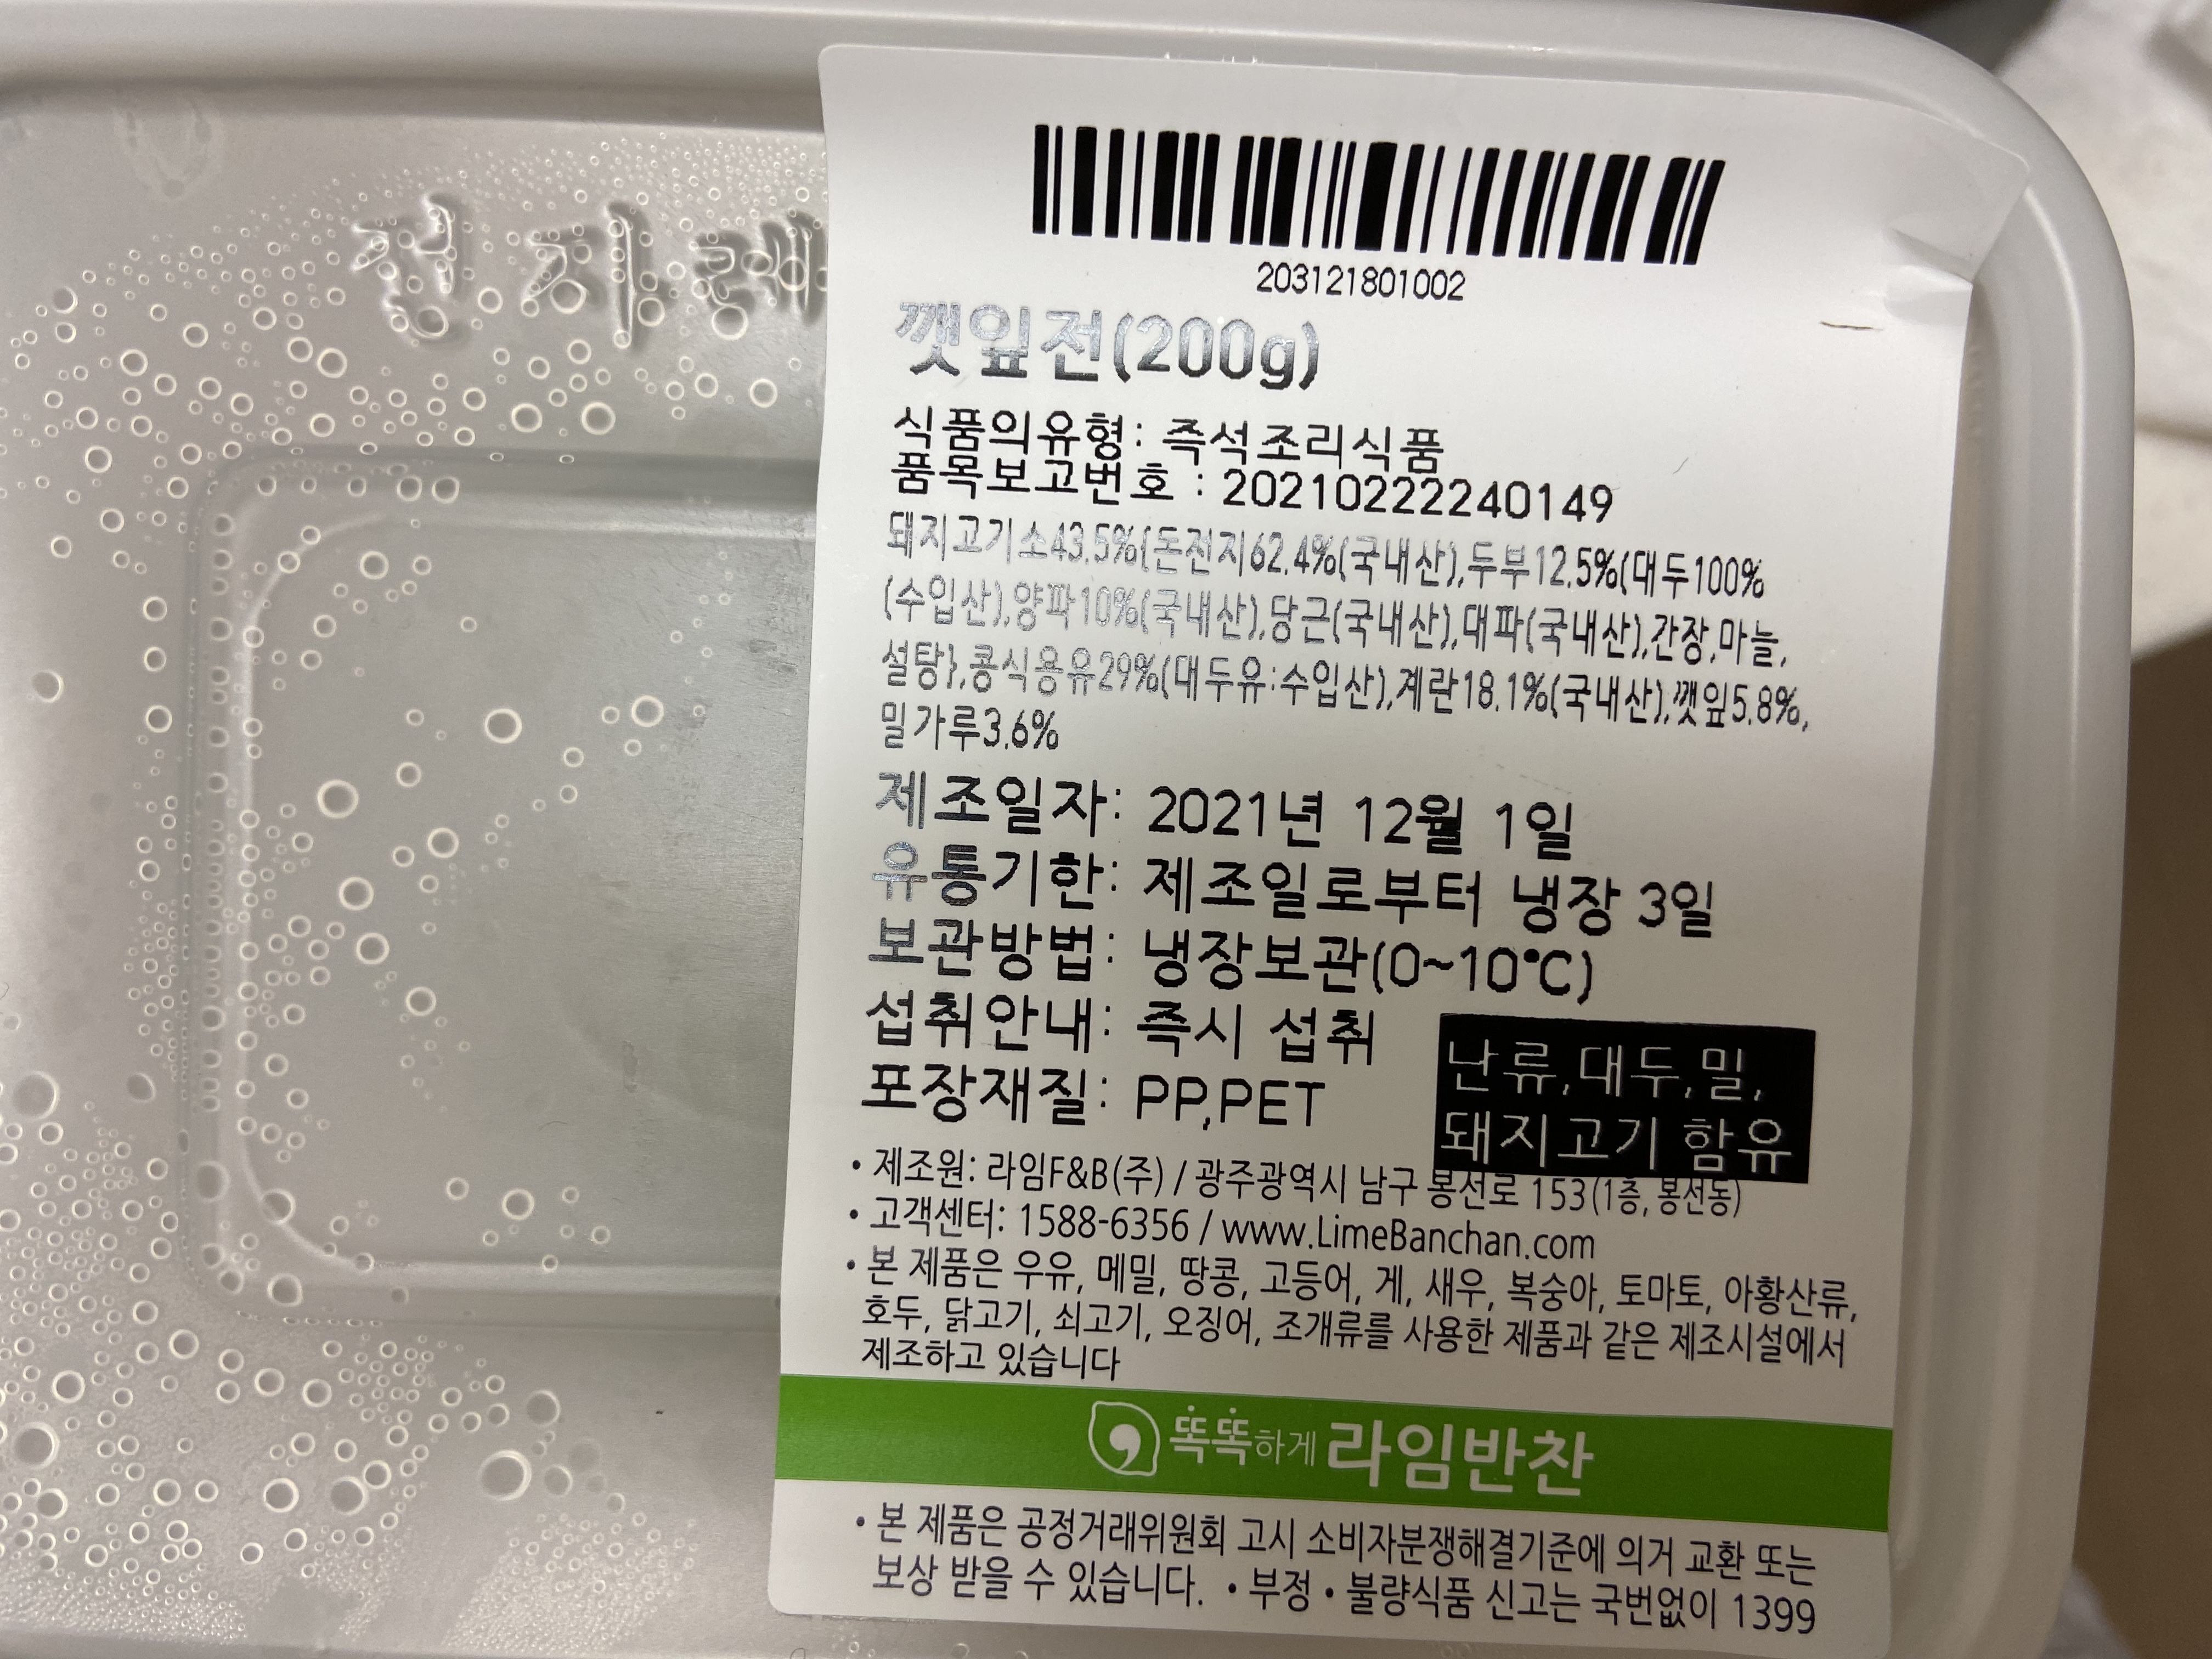 전자레
203121801002
깻잎전(200g)
식품의유형: 즉석조리식품
품목보고번호 : 20210222240149
돼지고기소43.5%{돈전지62.4%(국내산),두부12.5%(대두100%
(수입산),양파10%(국내산),당근(국내산),대파(국내산),간장,마늘,
설탕},콩식용유29%(대두유:수입산),계란18.1%(국내산),깻잎5.8%,
밀가루3.6%
제조일자: 2021년 12월 1일
유통기한: 제조일로부터 냉장 3일
보관방법: 냉장보관(0~10℃)
섭취안내: 즉시 섭취
포장재질: PP,PET
난류,대두,밀,
돼지고기 함유
• 제조원: 라임F&B(주) / 광주광역시 남구 봉선로 153(1층, 봉선동)
• 고객센터: 1588-6356 / www.LimeBanchan.com
• 본 제품은 우유, 메밀, 땅콩, 고등어, 게, 새우, 복숭아, 토마토, 아황산류,
호두, 닭고기, 쇠고기, 오징어, 조개류를 사용한 제품과 같은 제조시설에서
제조하고 있습니다
똑똑하게 라임반찬
• 본 제품은 공정거래위원회 고시 소비자분쟁해결기준에 의거 교환 또는
보상 받을 수 있습니다. • 부정 • 불량식품 신고는 국번없이 1399